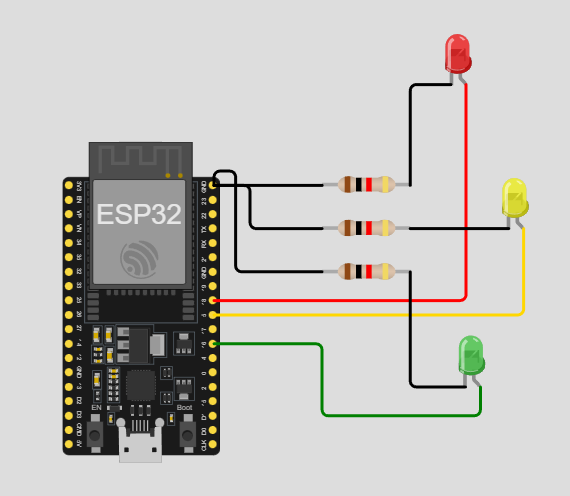 ESP32
3V3
EN
VP
VN
34
35
32
33
25
26
27
14
12
GND
13
D2
D3
CMD
5V
GND
23
22
TX
RX
21
GND
19
18
5
17
16
4
0
2
15
D1
D0
CLK
EN
Boot